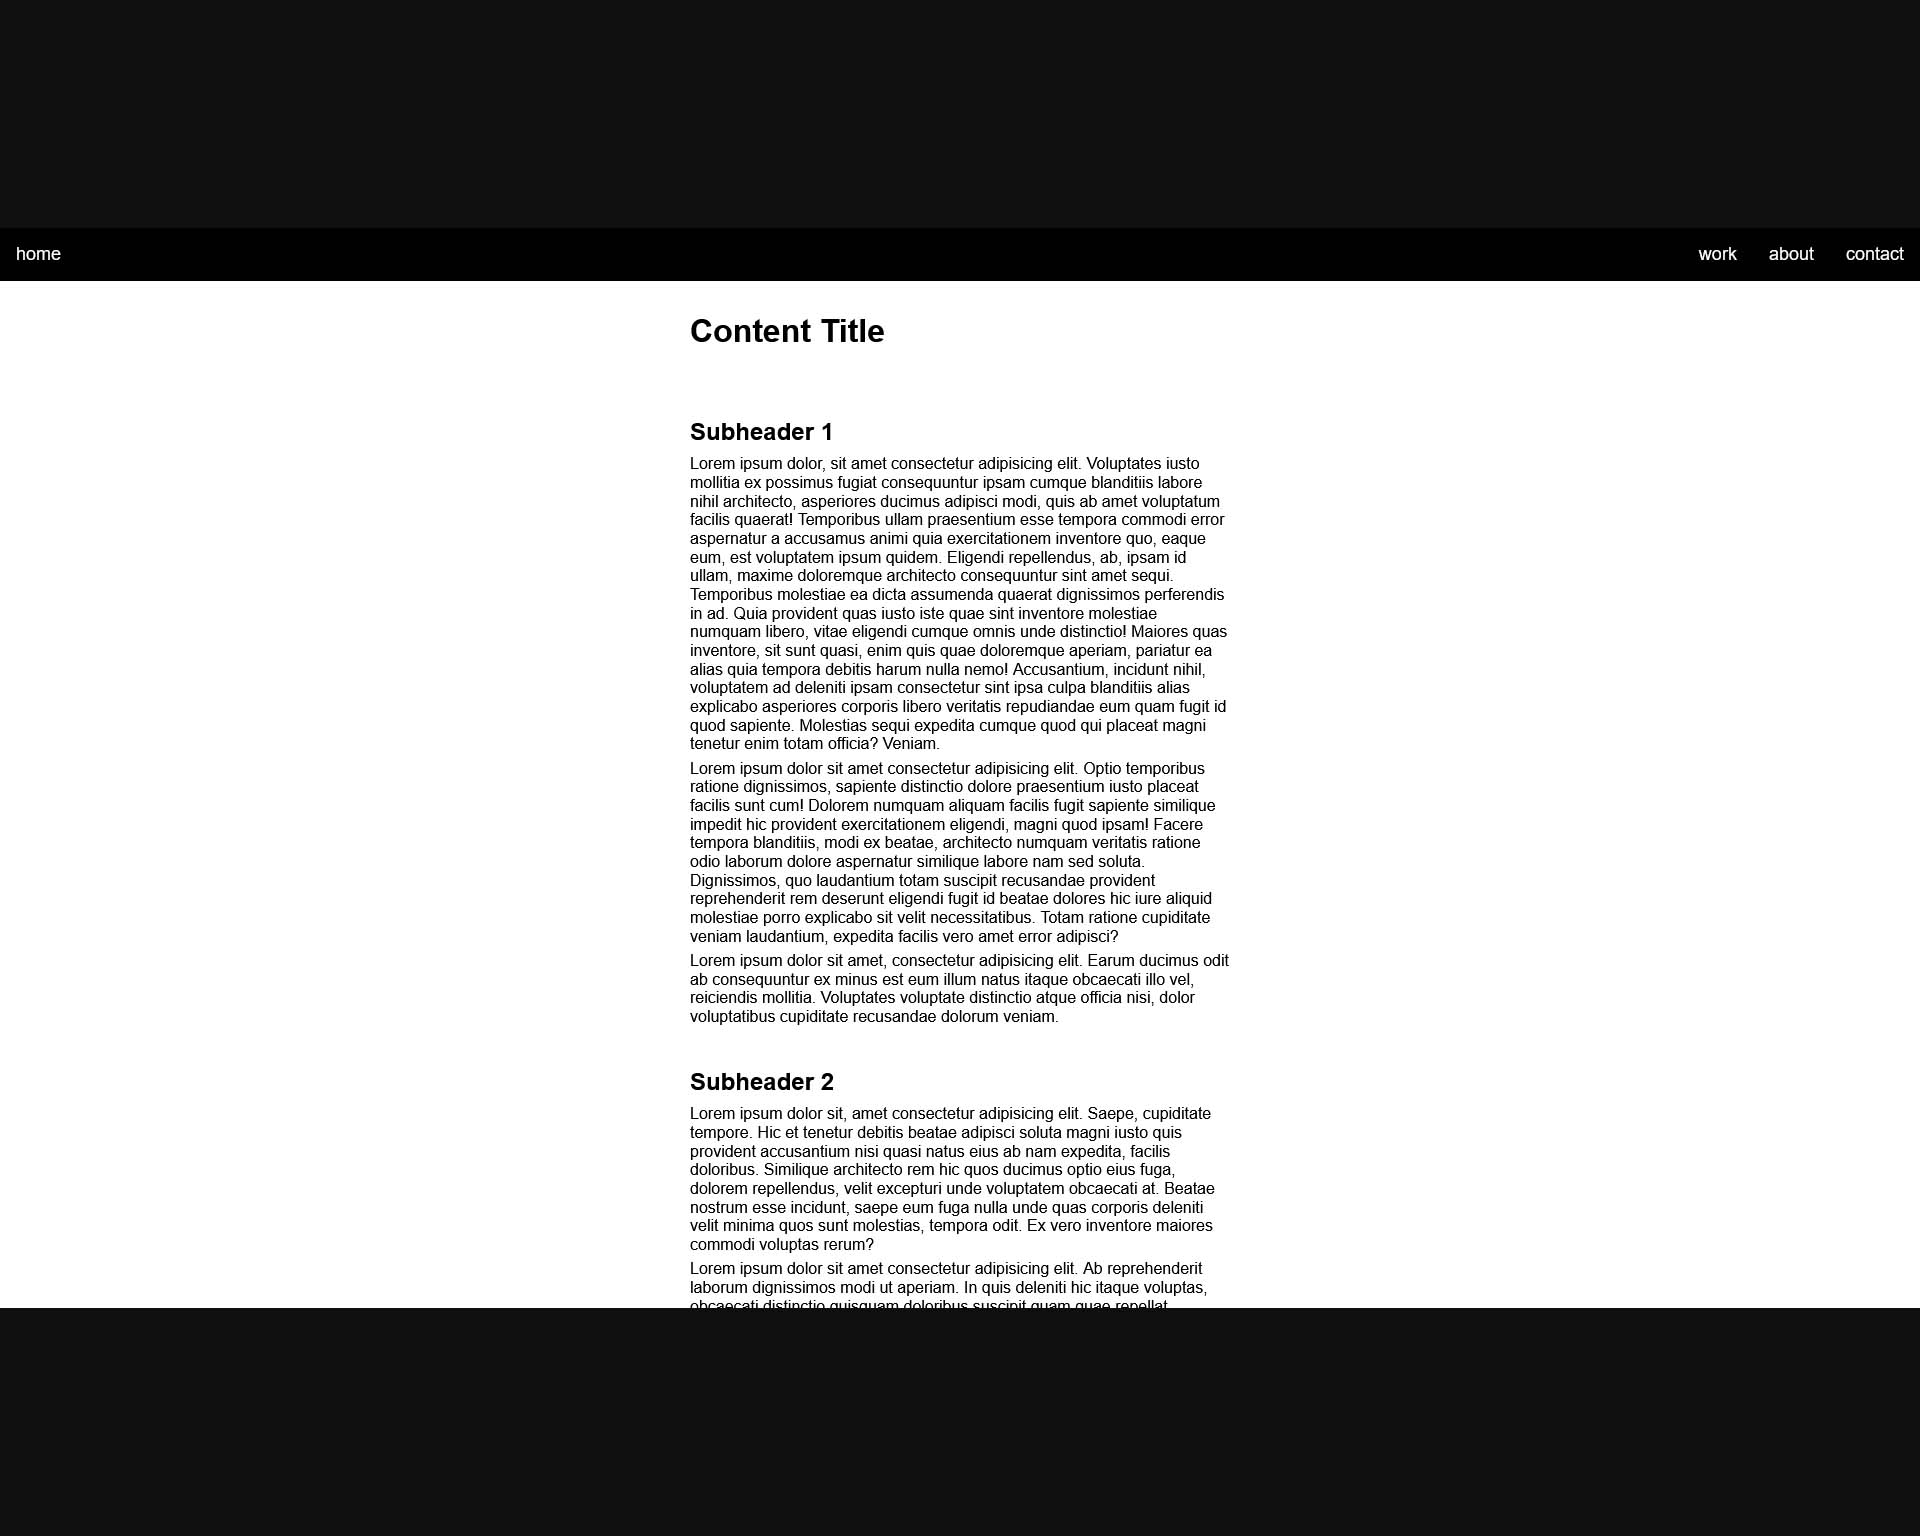 home work about contact
Content Title
Subheader 1
Lorem ipsum dolor, sit amet consectetur adipisicing elit. Voluptates iusto
mollitia ex possimus fugiat consequuntur ipsam cumque blanditiis labore
nihil architecto, asperiores ducimus adipisci modi, quis ab amet voluptatum
facilis quaerat! Temporibus ullam praesentium esse tempora commodi error
aspernatur a accusamus animi quia exercitationem inventore quo, eaque
eum, est voluptatem ipsum quidem. Eligendi repellendus, ab, ipsam id
ullam, maxime doloremque architecto consequuntur sint amet sequi.
Temporibus molestiae ea dicta assumenda quaerat dignissimos perferendis
in ad. Quia provident quas iusto iste quae sint inventore molestiae
numquam libero, vitae eligendi cumque omnis unde distinctio! Maiores quas
inventore, sit sunt quasi, enim quis quae doloremque aperiam, pariatur ea
alias quia tempora debitis harum nulla nemo! Accusantium, incidunt nihil,
voluptatem ad deleniti ipsam consectetur sint ipsa culpa blanditiis alias
explicabo asperiores corporis libero veritatis repudiandae eum quam fugit id
quod sapiente. Molestias sequi expedita cumque quod qui placeat magni
tenetur enim totam officia? Veniam.
Lorem ipsum dolor sit amet consectetur adipisicing elit. Optio temporibus
ratione dignissimos, sapiente distinctio dolore praesentium iusto placeat
facilis sunt cum! Dolorem numquam aliquam facilis fugit sapiente similique
impedit hic provident exercitationem eligendi, magni quod ipsam! Facere
tempora blanditiis, modi ex beatae, architecto numquam veritatis ratione
odio laborum dolore aspernatur similique labore nam sed soluta.
Dignissimos, quo laudantium totam suscipit recusandae provident
reprehenderit rem deserunt eligendi fugit id beatae dolores hic iure aliquid
molestiae porro explicabo sit velit necessitatibus. Totam ratione cupiditate
veniam laudantium, expedita facilis vero amet error adipisci?
Lorem ipsum dolor sit amet, consectetur adipisicing elit. Earum ducimus odit
ab consequuntur ex minus est eum illum natus itaque obcaecati illo vel,
reiciendis mollitia. Voluptates voluptate distinctio atque officia nisi, dolor
voluptatibus cupiditate recusandae dolorum veniam.
Subheader 2
Lorem ipsum dolor sit, amet consectetur adipisicing elit. Saepe, cupiditate
tempore. Hic et tenetur debitis beatae adipisci soluta magni iusto quis
provident accusantium nisi quasi natus eius ab nam expedita, facilis
doloribus. Similique architecto rem hic quos ducimus optio eius fuga,
dolorem repellendus, velit excepturi unde voluptatem obcaecati at. Beatae
nostrum esse incidunt, saepe eum fuga nulla unde quas corporis deleniti
velit minima quos sunt molestias, tempora odit. Ex vero inventore maiores
commodi voluptas rerum?
Lorem ipsum dolor sit amet consectetur adipisicing elit. Ab reprehenderit
laborum dignissimos modi ut aperiam. In quis deleniti hic itaque voluptas,
obcaecati distinctio quisquam doloribus suscipit quam quae repellat